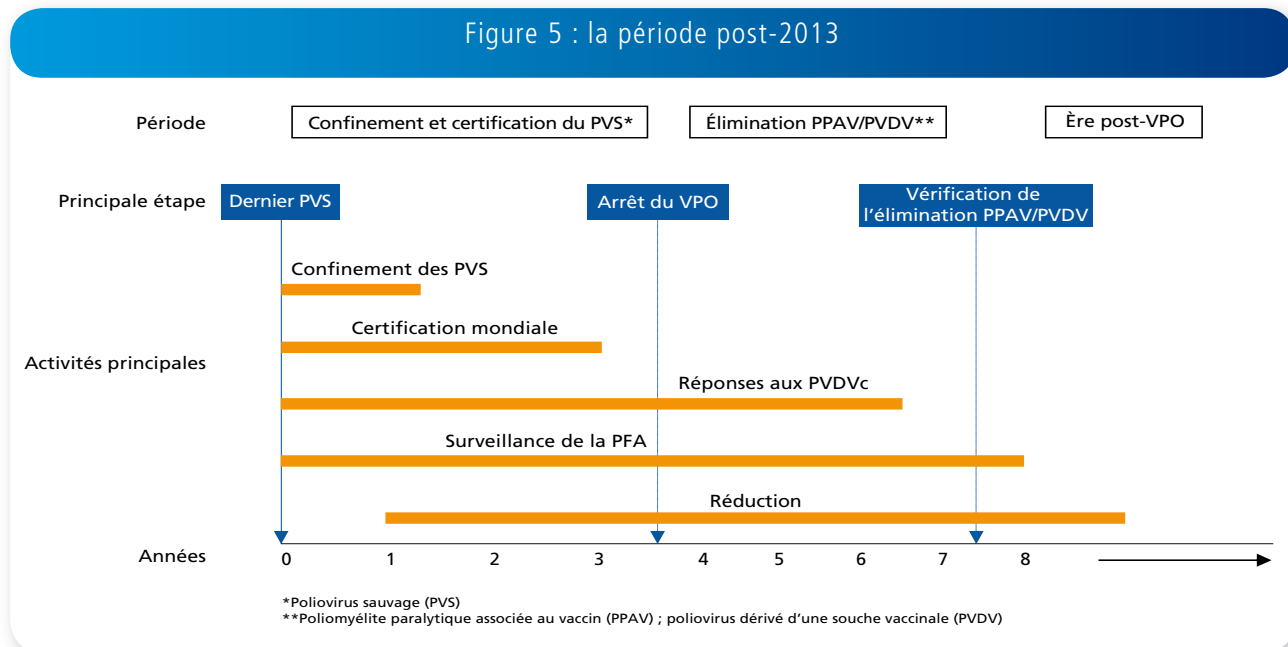 Figure 5 : la période post-2013
Période
Confinement et certification du PVS*
Élimination PPAV/PVDV**
Ère post-VPO
Principale étape
Dernier PVS
Arrêt du VPO
Vérification de
l'élimination PPAV/PVDV
Confinement des PVS
Certification mondiale
Activités principales
Réponses aux PVDVc
Surveillance de la PFA
Réduction
Années
0 1 2 3 4 5 6 7 8
*Poliovirus sauvage (PVS)
**Poliomyélite paralytique associée au vaccin (PPAV) ; poliovirus dérivé d'une souche vaccinale (PVDV)